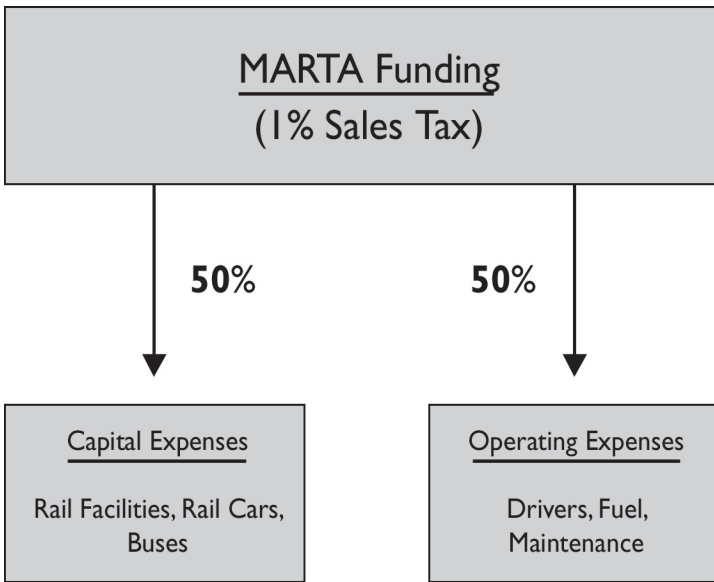 MARTA Funding
(1% Sales Tax)
50%
50%
Capital Expenses
Rail Facilities, Rail Cars,
Buses
Operating Expenses
Drivers, Fuel,
Maintenance